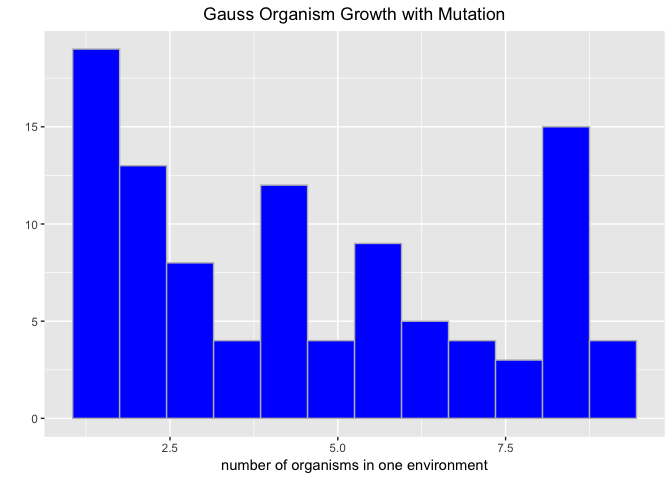 Gauss Organism Growth with Mutation
15
10
5
0
2.5 5.0 7.5
number of organisms in one environment